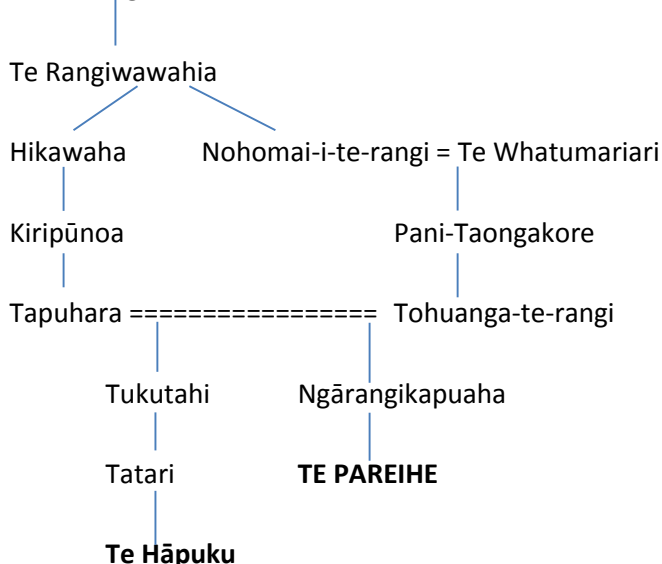 Te Rangiwawahia
Hikawaha Nohomai-i-te-rangi = Te Whatumariari
Kiripūnoa Pani-Taongakore
Tapuhara ================= Tohuanga-te-rangi
Tukutahi Ngārangikapuaha
Tatari TE PAREIHE
Te Hāpuku